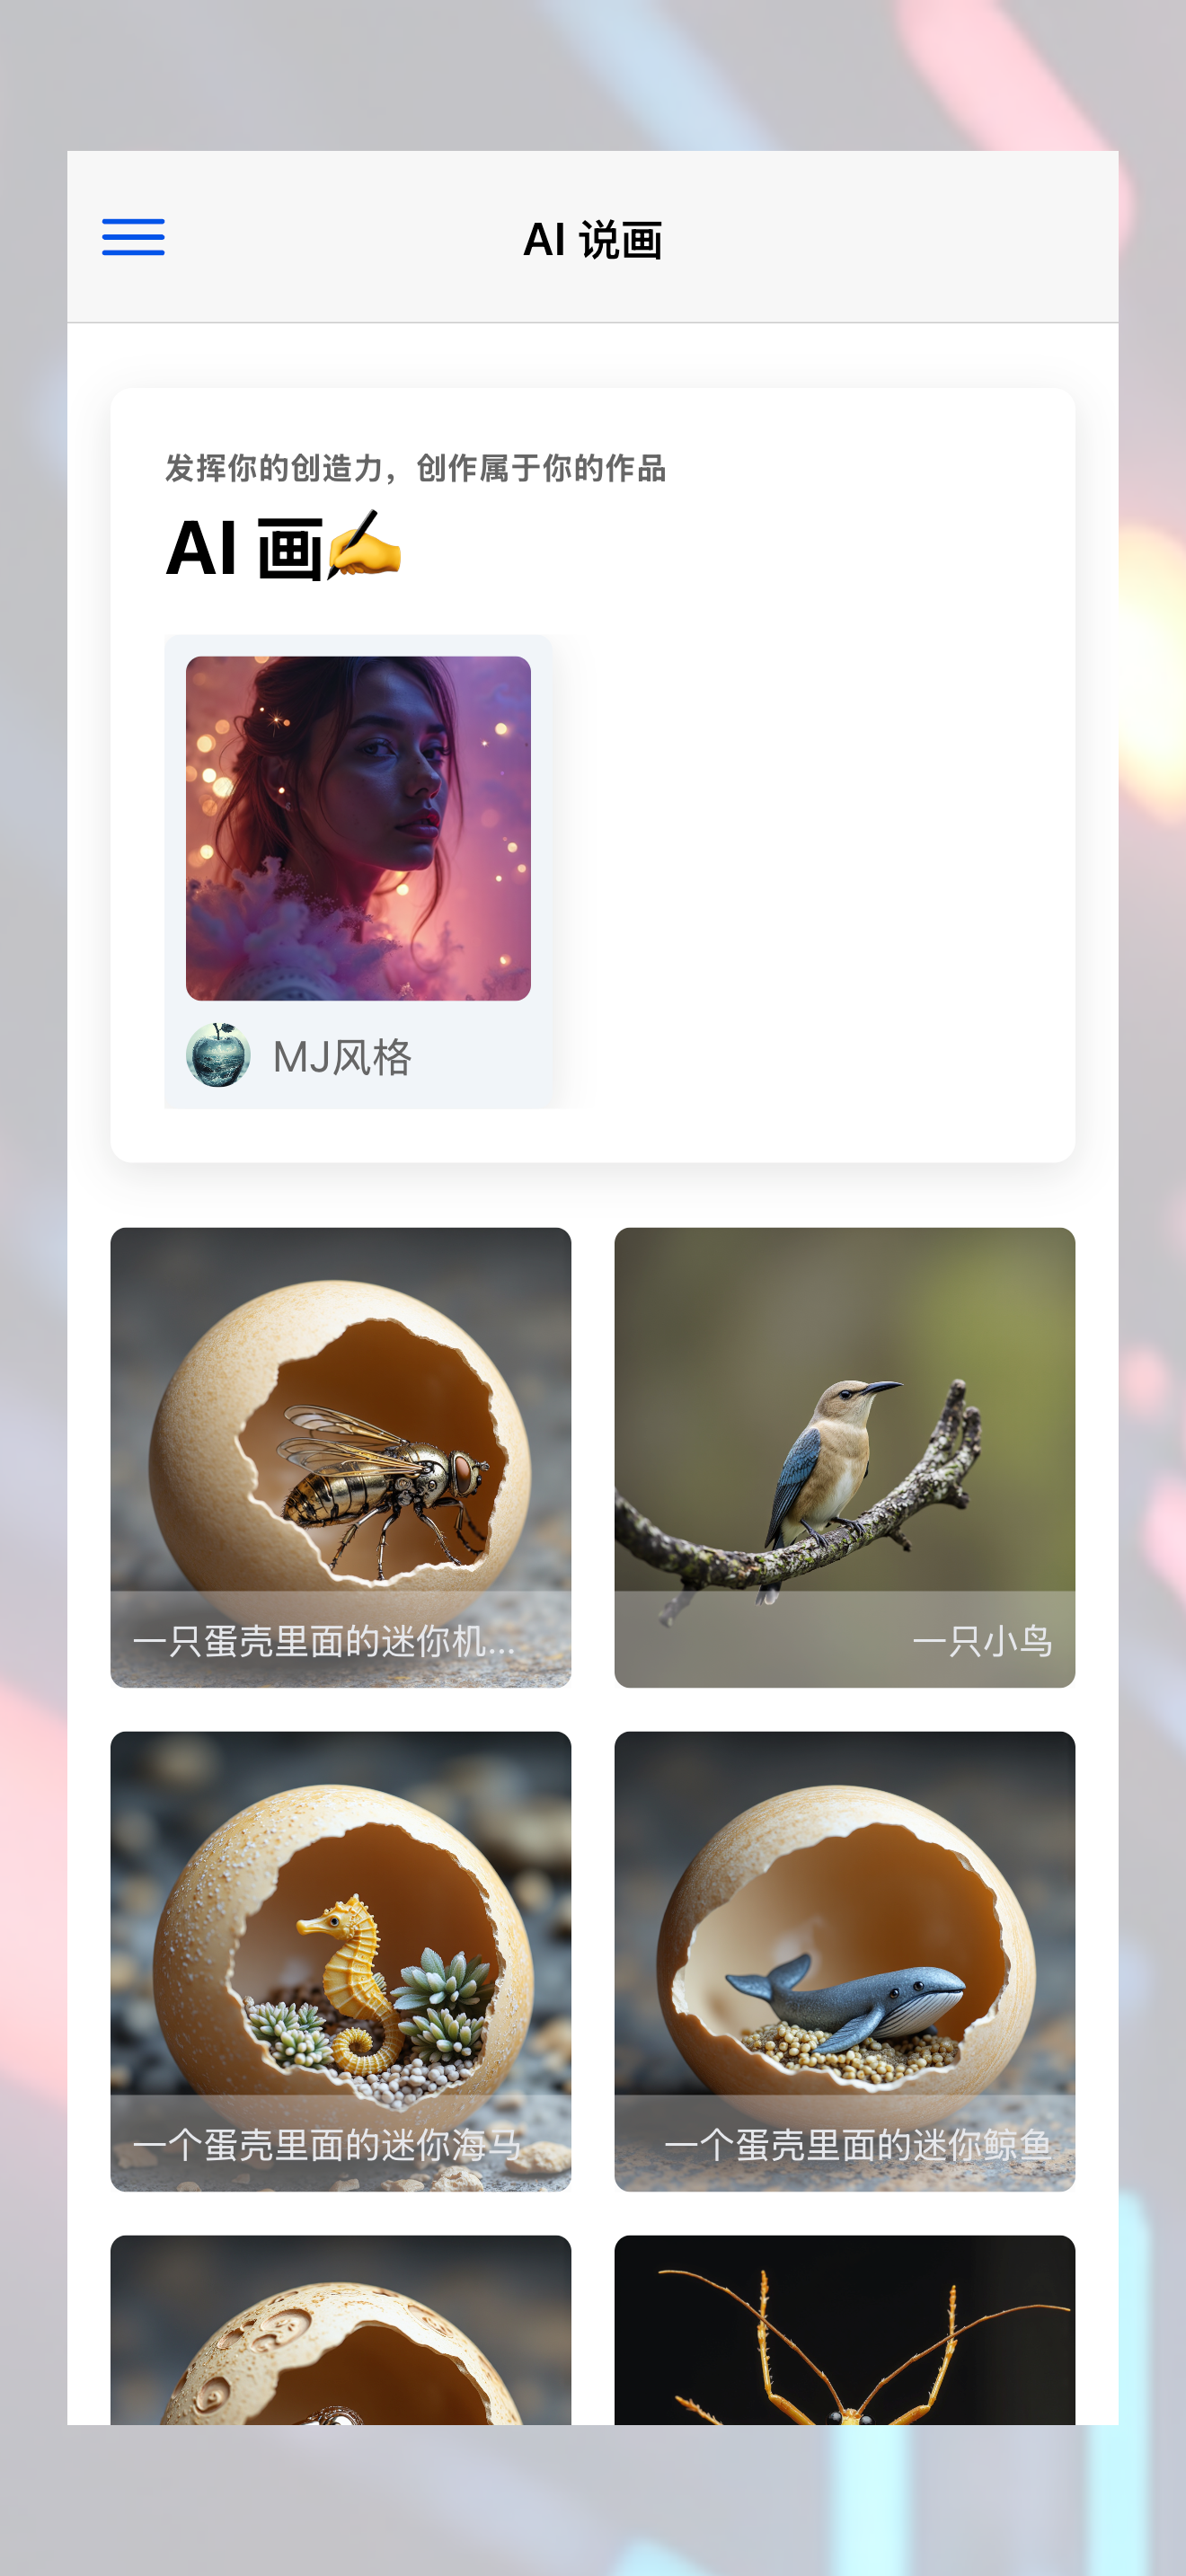 AI 说画
发挥你的创造力，创作属于你的作品
AI 画✍️
MJ风格
一只蛋壳里面的迷你机...
一只小鸟
一个蛋壳里面的迷你海马
一个蛋壳里面的迷你鲸鱼